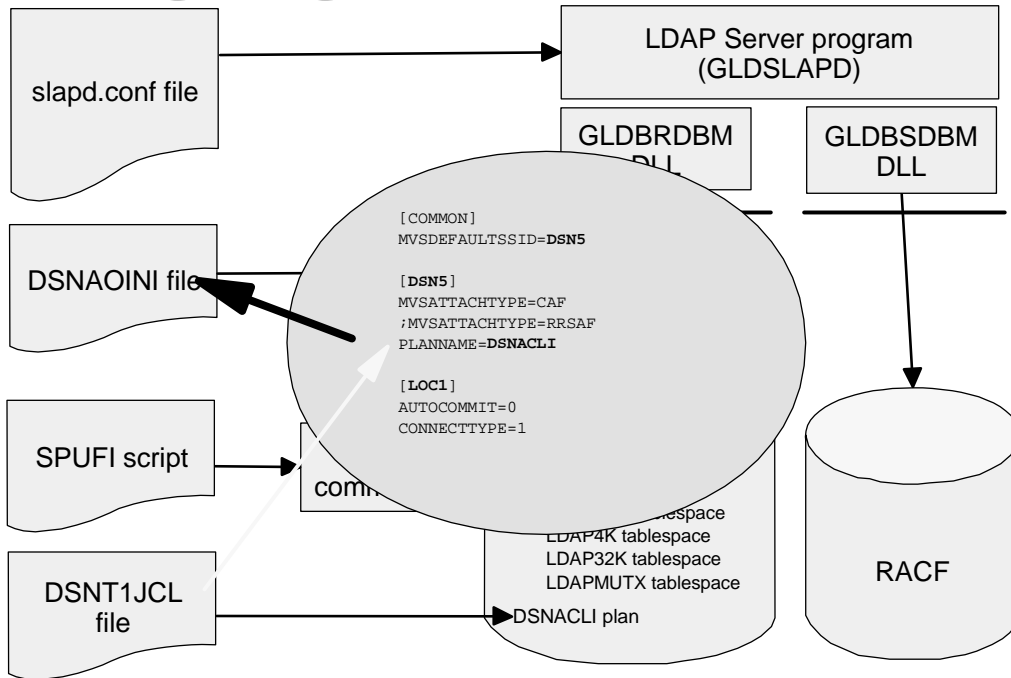 slapd.conf file
LDAP Server program
(GLDSLAPD)
GLDBRDBM
DLL
GLDBSDBM
DLL
DSNAOINI file
[COMMON]
MVSDEFAULTSSID=DSN5
[DSN5]
MVSATTACHTYPE=CAF
;MVSATTACHTYPE=RRSAF
PLANNAME=DSNACLI
[LOC1]
AUTOCOMMIT=0
CONNECTTYPE=1
SPUFI script
LDAP4K tablespace
LDAP32K tablespace
LDAPMUTX tablespace
DSNACLI plan
RACF
DSNT1JCL
file